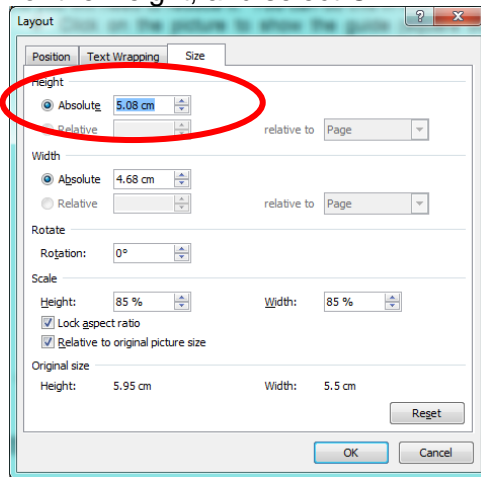 Layout
Position Text Wrapping Size
Height
Absolute 5.08 cm
Relative relative to Page
Width
Absolute 4.68 cm
Relative relative to Page
Rotate
Rotation: 0°
Scale
Height: 85 % Width: 85 %
Lock aspect ratio
Relative to original picture size
Original size
Height: 5.95 cm Width: 5.5 cm
Reset
OK Cancel